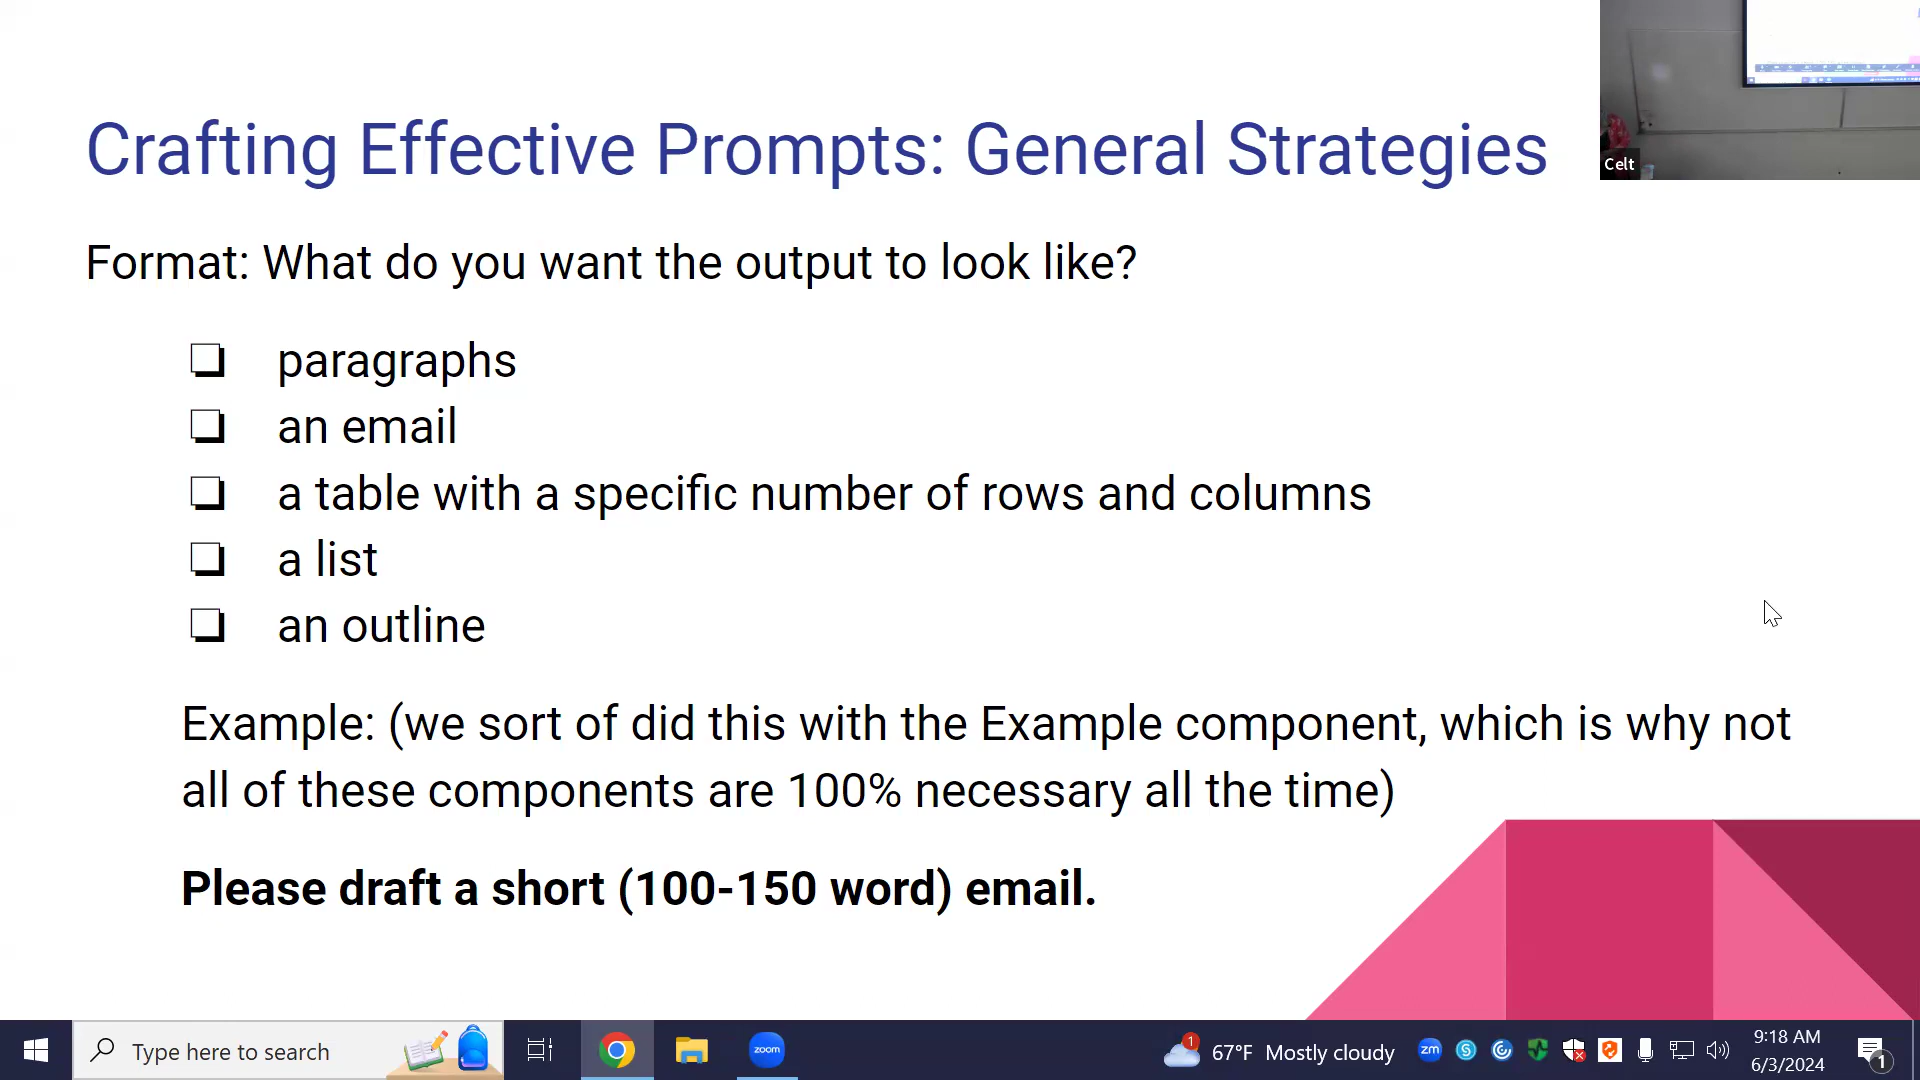 Crafting Effective Prompts: General Strategies
Celt
Format: What do you want the output to look like?
❏ paragraphs
❏ an email
❏ a table with a specific number of rows and columns
❏ a list
❏ an outline
Example: (we sort of did this with the Example component, which is why not
all of these components are 100% necessary all the time)
Please draft a short (100-150 word) email.
Type here to search
zoom
1
67°F Mostly cloudy
zm
9:18 AM
6/3/2024
1